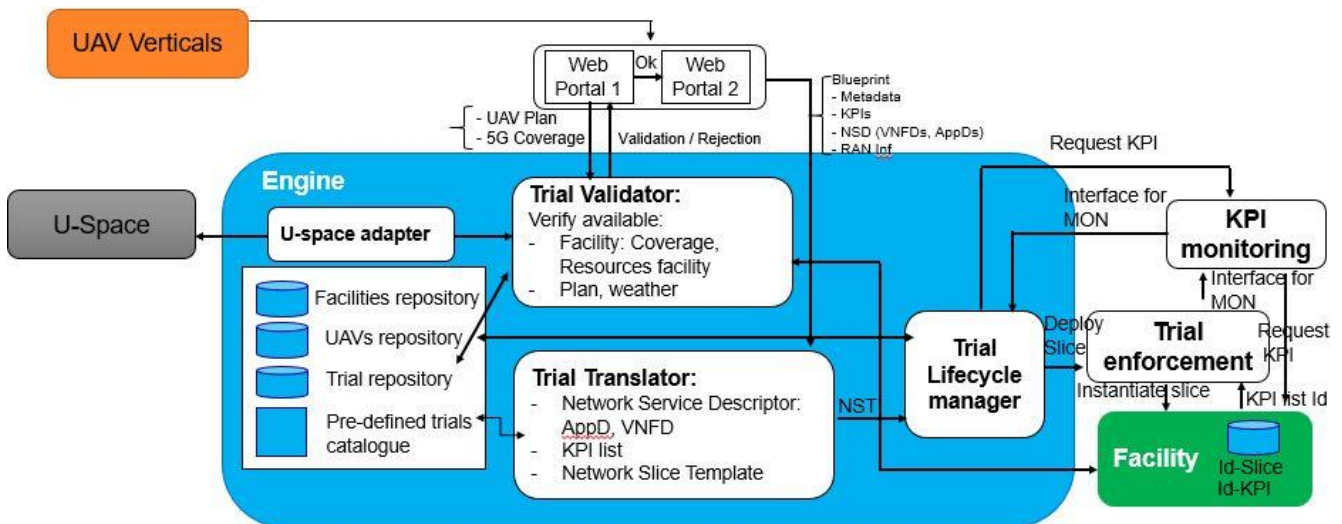 UAV Verticals
Web
Portal 1
Ok
Web
Portal 2
- UAV Plan
- 5G Coverage
Validation / Rejection
Blueprint
- Metadata
- KPIs
- NSD (VNFDs, AppDs)
- RAN Inf
Request KPI
Engine
U-Space
U-space adapter
Trial Validator:
Verify available:
- Facility: Coverage,
Resources facility
- Plan, weather
Interface for
MON
KPI
monitoring
Facilities repository
UAVs repository
Trial repository
Pre-defined trials
catalogue
Interface for
MON
Trial
Lifecycle
manager
Deploy
Slice
Trial
enforcement
Request
KPI
Trial Translator:
- Network Service Descriptor:
AppD, VNFD
- KPI list
- Network Slice Template
NST
Instantiate slice
KPI list Id
Facility
Id-Slice
Id-KPI